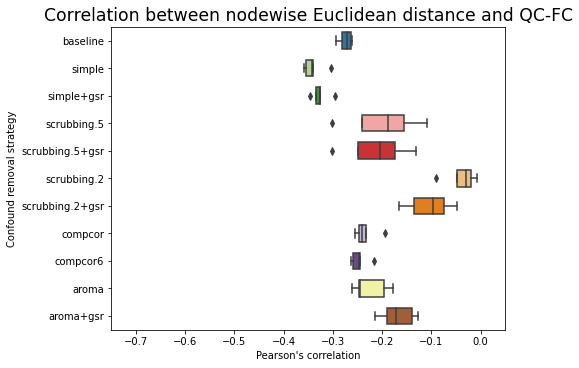 Correlation between nodewise Euclidean distance and QC-FC
baseline
simple
simple+gsr
scrubbing.5
scrubbing.5+gsr
scrubbing.2
scrubbing.2+gsr
compcor
compcor6
aroma
aroma+gsr
Confound removal strategy
−0.7 −0.6 −0.5 −0.4 −0.3 −0.2 −0.1 0.0
Pearson's correlation